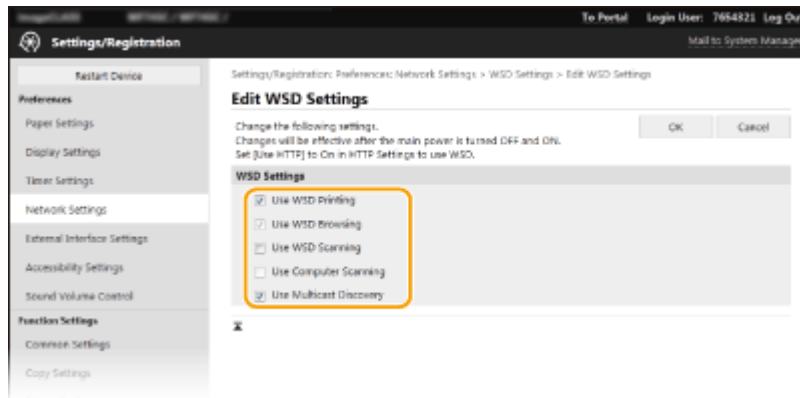 To Portal Login User: 7654321 Log Ou
Settings/Registration
Mail to System Manage
Restart Device
Settings/Registration: Preferences: Network Settings > WSD Settings > Edit WSD Settings
Preferences
Edit WSD Settings
Paper Settings
Change the following settings.
OK
Cancel
Changes will be effective after the main power is turned OFF and ON.
Set [Use HTTP] to On in HTTP Settings to use WSD.
Display Settings
WSD Settings
Timer Settings
Use WSD Printing
Network Settings
Use WSD Browsing
External Interface Settings
Use WSD Scanning
Accessibility Settings
Use Computer Scanning
Sound Volume Control
Use Multicast Discovery
Function Settings
Common Settings
Copy Settings